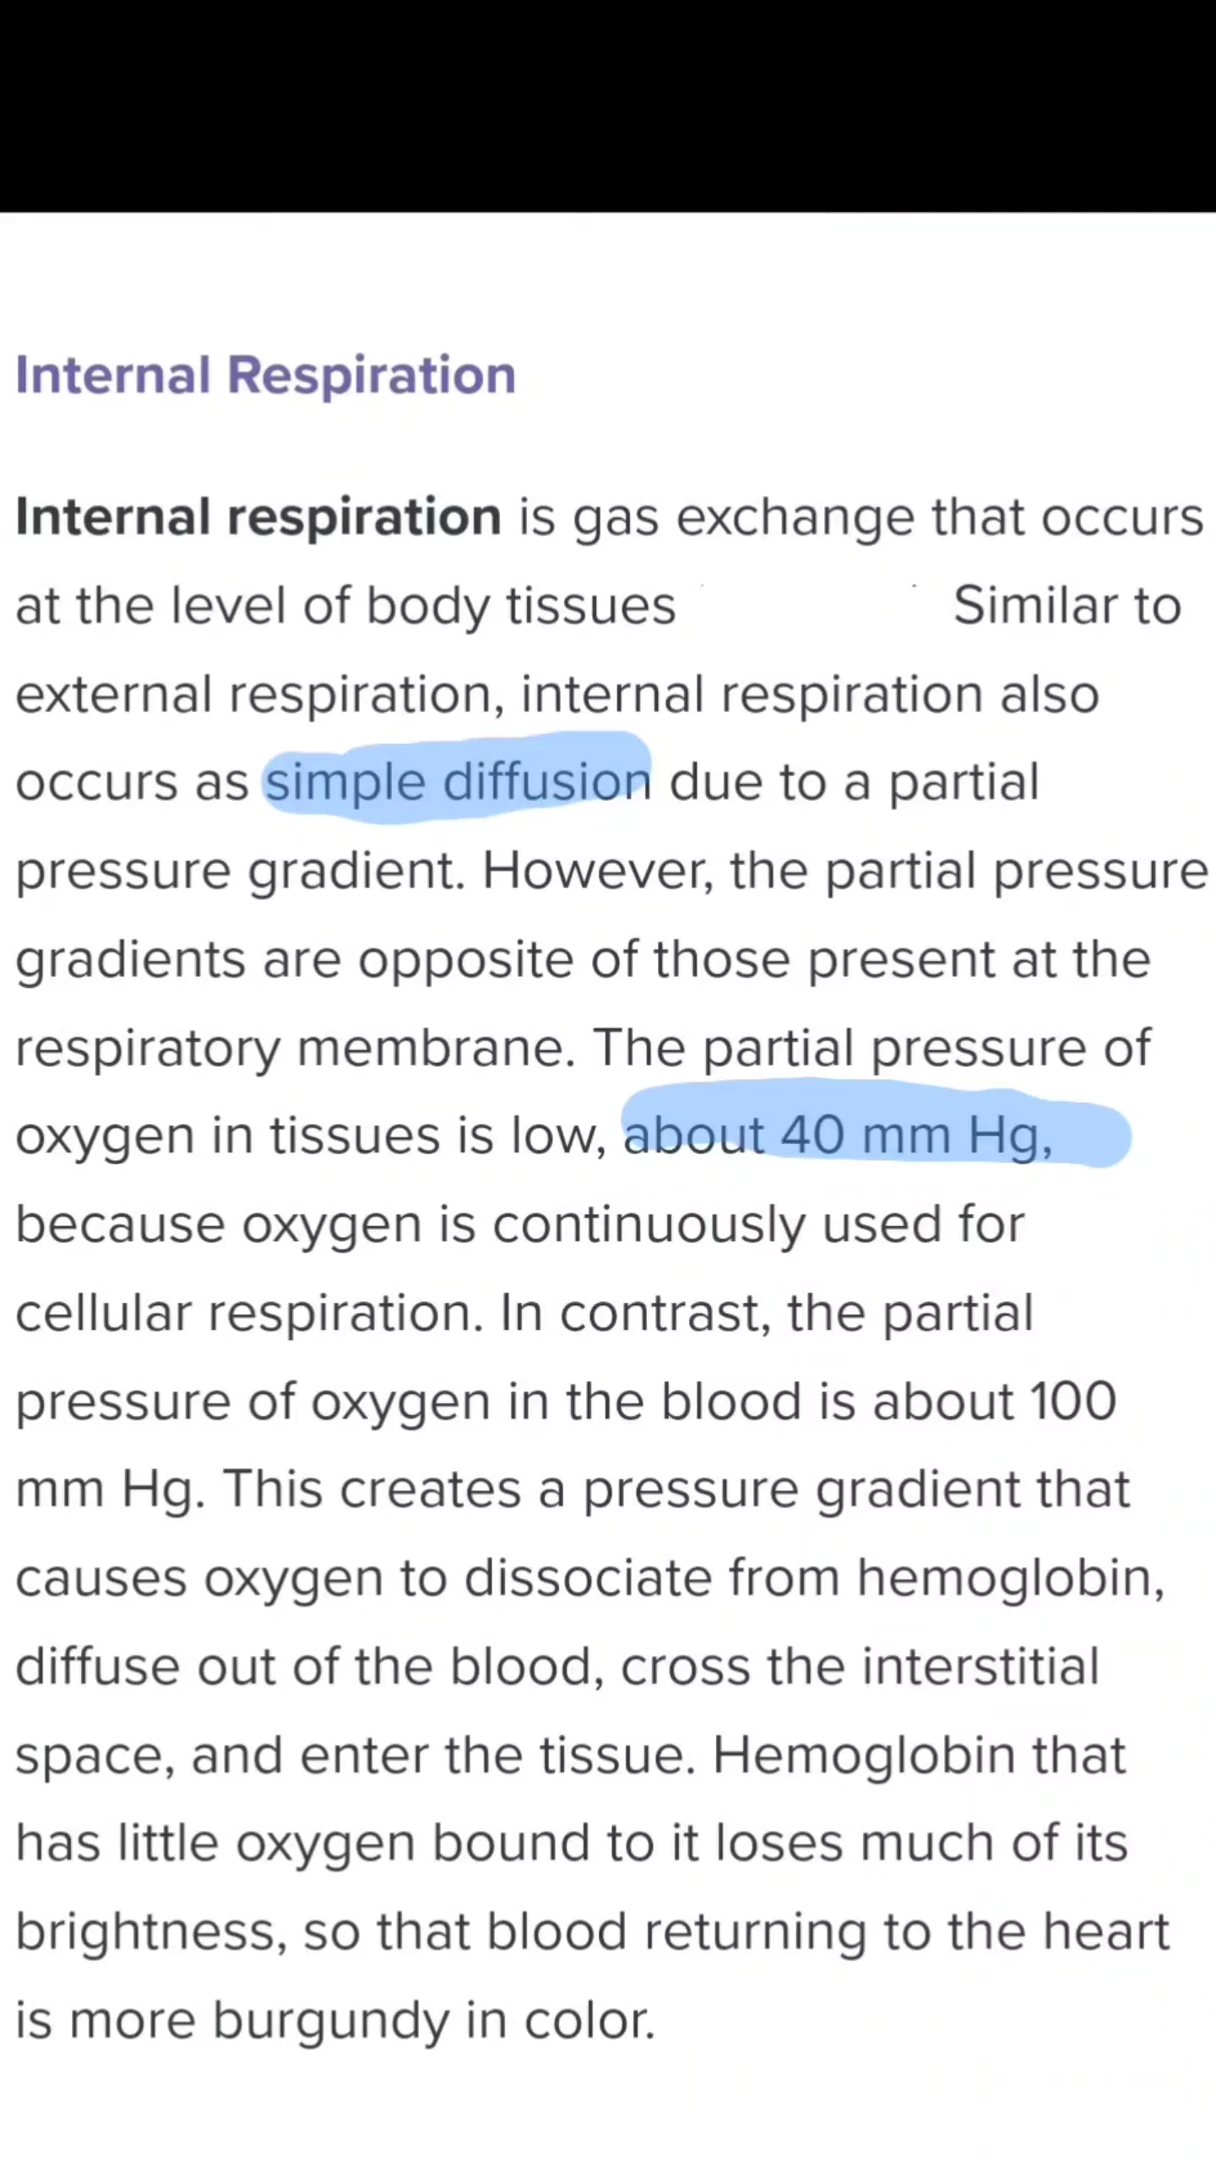 Internal Respiration
Internal respiration is gas exchange that occurs
at the level of body tissues Similar to
external respiration, internal respiration also
occurs as simple diffusion due to a partial
pressure gradient. However, the partial pressure
gradients are opposite of those present at the
respiratory membrane. The partial pressure of
oxygen in tissues is low, about 40 mm Hg,
because oxygen is continuously used for
cellular respiration. In contrast, the partial
pressure of oxygen in the blood is about 100
mm Hg. This creates a pressure gradient that
causes oxygen to dissociate from hemoglobin,
diffuse out of the blood, cross the interstitial
space, and enter the tissue. Hemoglobin that
has little oxygen bound to it loses much of its
brightness, so that blood returning to the heart
is more burgundy in color.